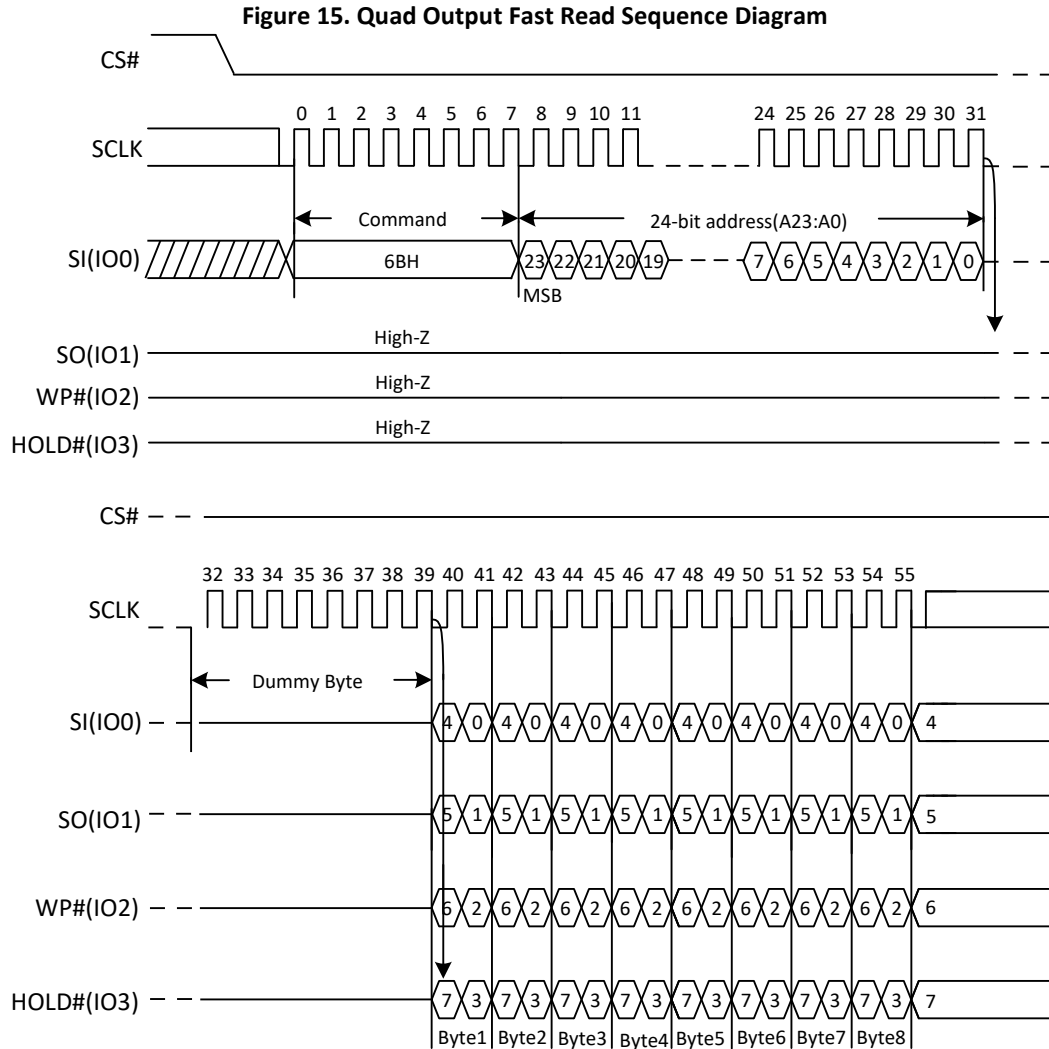 Figure 15. Quad Output Fast Read Sequence Diagram
CS#
0 1 2 3 4 5 6 7 8 9 10 11 24 25 26 27 28 29 30 31
SCLK
Command 24-bit address(A23:A0)
SI(IO0) 6BH 23 22 21 20 19 7 6 5 4 3 2 1 0
MSB
High-Z
SO(IO1)
High-Z
WP#(IO2)
High-Z
HOLD#(IO3)
CS#
32 33 34 35 36 37 38 39 40 41 42 43 44 45 46 47 48 49 50 51 52 53 54 55
SCLK
Dummy Byte
SI(IO0) 4 0 4 0 4 0 4 0 4 0 4 0 4 0 4 0 4
SO(IO1) 5 1 5 1 5 1 5 1 5 1 5 1 5 1 5 1 5
WP#(IO2) 6 2 6 2 6 2 6 2 6 2 6 2 6 2 6 2 6
HOLD#(IO3) 7 3 7 3 7 3 7 3 7 3 7 3 7 3 7 3 7
Byte1 Byte2 Byte3 Byte4 Byte5 Byte6 Byte7 Byte8